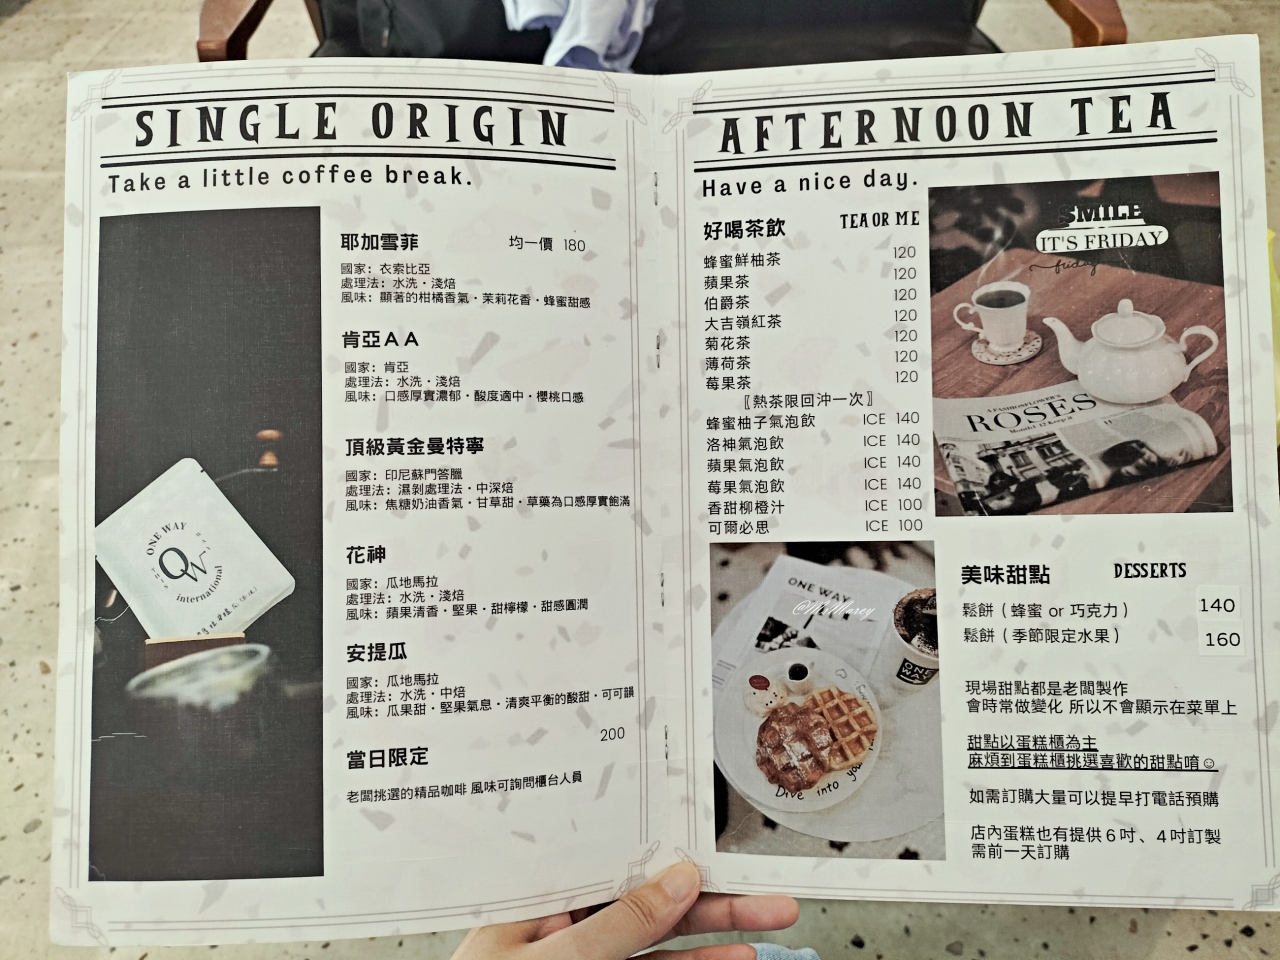 SINGLE ORIGIN
Take a little coffee break.
耶加雪菲 均一價 180
國家：衣索比亞
處理法：水洗・淺焙
風味：顯著的柑橘香氣・茉莉花香・蜂蜜甜感
肯亞AA
國家：肯亞
處理法：水洗・淺焙
風味：口感厚實濃郁・酸度適中・櫻桃口感
頂級黃金曼特寧
國家：印尼蘇門答臘
處理法：濕剝處理法・中深焙
風味：焦糖奶油香氣・甘草甜・草藥為口感厚實飽滿
花神
國家：瓜地馬拉
處理法：水洗・淺焙
風味：蘋果清香・堅果・甜檸檬・甜感圓潤
安提瓜
國家：瓜地馬拉
處理法：水洗・中焙
風味：瓜果甜・堅果氣息・清爽平衡的酸甜・可可韻
200
當日限定
老闆挑選的精品咖啡 風味可詢問櫃台人員
ONE WAY
OW
international
AFTERNOON TEA
Have a nice day.
好喝茶飲 TEA OR ME
蜂蜜鮮柚茶 120
蘋果茶 120
伯爵茶 120
大吉嶺紅茶 120
菊花茶 120
薄荷茶 120
莓果茶 120
〖熱茶限回沖一次〗
蜂蜜柚子氣泡飲 ICE 140
洛神氣泡飲 ICE 140
蘋果氣泡飲 ICE 140
莓果氣泡飲 ICE 140
香甜柳橙汁 ICE 100
可爾必思 ICE 100
SMILE
IT'S FRIDAY
friday
ROSES
ONE WAY
ONE WAY
Dive into you
美味甜點 DESSERTS
鬆餅（蜂蜜 or 巧克力） 140
鬆餅（季節限定水果） 160
現場甜點都是老闆製作
會時常做變化 所以不會顯示在菜單上
甜點以蛋糕櫃為主
麻煩到蛋糕櫃挑選喜歡的甜點唷☺
如需訂購大量可以提早打電話預購
店內蛋糕也有提供6吋、4吋訂製
需前一天訂購